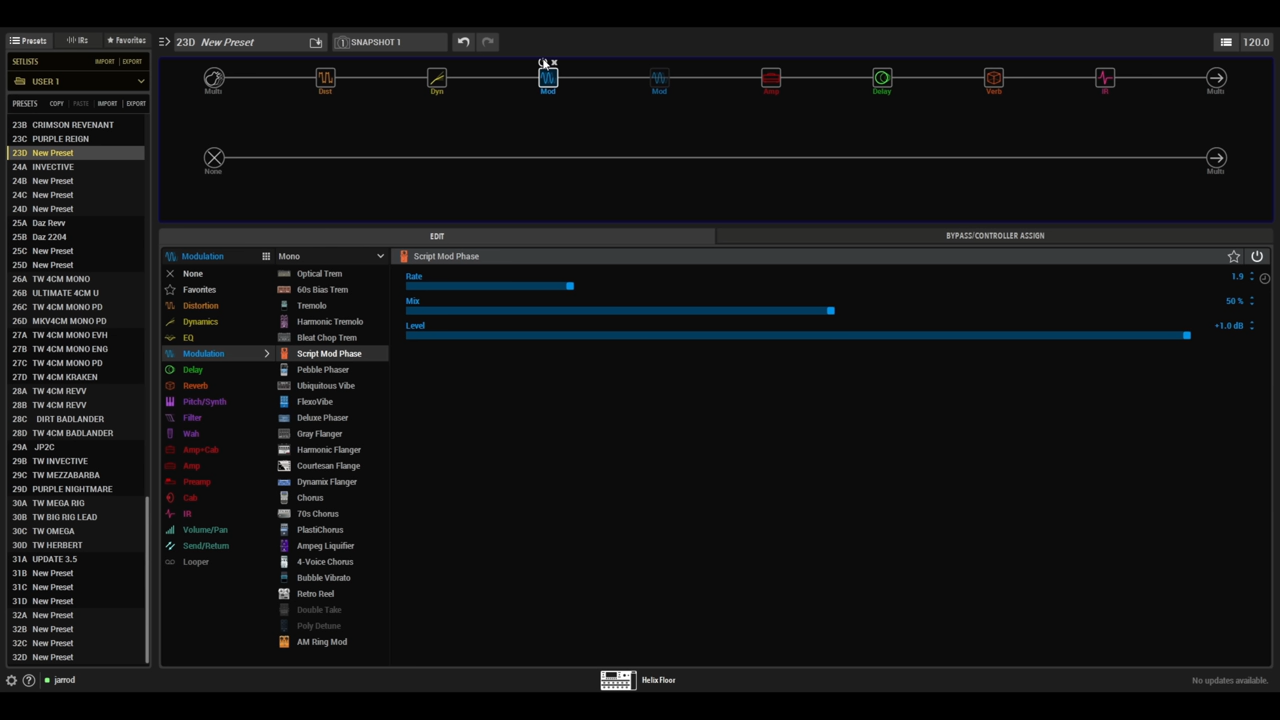 Presets IRs Favorites
23D New Preset
SNAPSHOT 1
120.0
SETLISTS IMPORT EXPORT
USER 1
PRESETS COPY PASTE IMPORT EXPORT
23B CRIMSON REVENANT
23C PURPLE REIGN
23D New Preset
24A INVECTIVE
24B New Preset
24C New Preset
24D New Preset
25A Daz Revv
25B Daz 2204
25C New Preset
25D New Preset
26A TW 4CM MONO
26B ULTIMATE 4CM U
26C TW 4CM MONO PD
26D MKV4CM MONO PD
27A TW 4CM MONO EVH
27B TW 4CM MONO ENG
27C TW 4CM MONO PD
27D TW 4CM KRAKEN
28A TW 4CM REVV
28B TW 4CM REVV
28C DIRT BADLANDER
28D TW 4CM BADLANDER
29A JP2C
29B TW INVECTIVE
29C TW MEZZABARBA
29D PURPLE NIGHTMARE
30A TW MEGA RIG
30B TW BIG RIG LEAD
30C TW OMEGA
30D TW HERBERT
31A UPDATE 3.5
31B New Preset
31C New Preset
31D New Preset
32A New Preset
32B New Preset
32C New Preset
32D New Preset
Multi Dist Dyn Mod Mod Amp Delay Verb IR Multi
None Multi
EDIT
BYPASS/CONTROLLER ASSIGN
Modulation
None
Favorites
Distortion
Dynamics
EQ
Modulation
Delay
Reverb
Pitch/Synth
Filter
Wah
Amp+Cab
Amp
Preamp
Cab
IR
Volume/Pan
Send/Return
Looper
Mono
Optical Trem
60s Bias Trem
Tremolo
Harmonic Tremolo
Bleat Chop Trem
Script Mod Phase
Pebble Phaser
Ubiquitous Vibe
FlexoVibe
Deluxe Phaser
Gray Flanger
Harmonic Flanger
Courtesan Flange
Dynamix Flanger
Chorus
70s Chorus
PlastiChorus
Ampeg Liquifier
4-Voice Chorus
Bubble Vibrato
Retro Reel
Double Take
Poly Detune
AM Ring Mod
Script Mod Phase
Rate 1.9
Mix 50 %
Level +1.0 dB
jarrod
Helix Floor
No updates available.